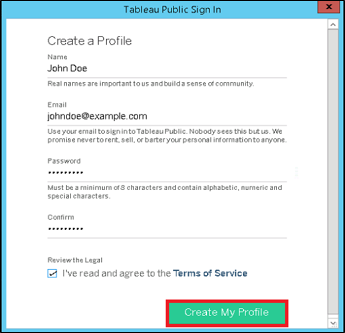 Tableau Public Sign In
x
Create a Profile
Name
John Doe
Real names are important to us and build a sense of community.
Email
johndoe@example.com
Use your email to sign in to Tableau Public. Nobody sees this but us. We
promise never to rent, sell, or barter your personal information to anyone.
Password
•••••••••
Must be a minimum of 8 characters and contain alphabetic, numeric and
special characters.
Confirm
•••••••••
Review the Legal
I've read and agree to the Terms of Service
Create My Profile